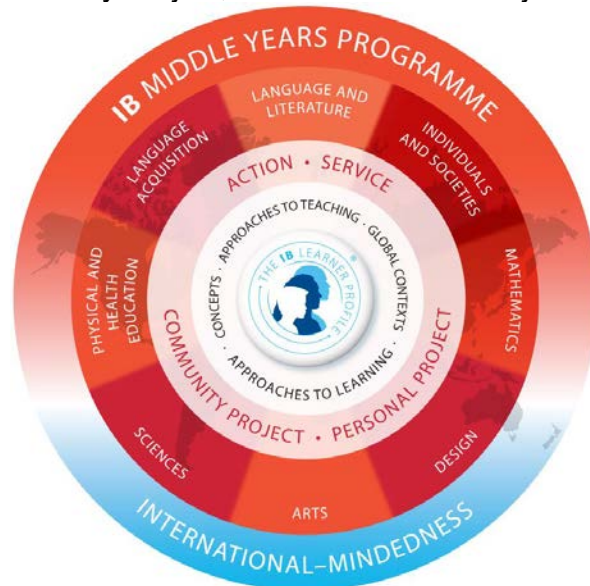 IB MIDDLE YEARS PROGRAMME
LANGUAGE AND
LITERATURE
INDIVIDUALS
AND SOCIETIES
MATHEMATICS
DESIGN
ARTS
SCIENCES
PHYSICAL AND
HEALTH
EDUCATION
LANGUAGE
ACQUISITION
ACTION • SERVICE
COMMUNITY PROJECT • PERSONAL PROJECT
APPROACHES TO TEACHING · GLOBAL CONTEXTS ·
APPROACHES TO LEARNING · CONCEPTS ·
THE IB LEARNER PROFILE ®
INTERNATIONAL–MINDEDNESS